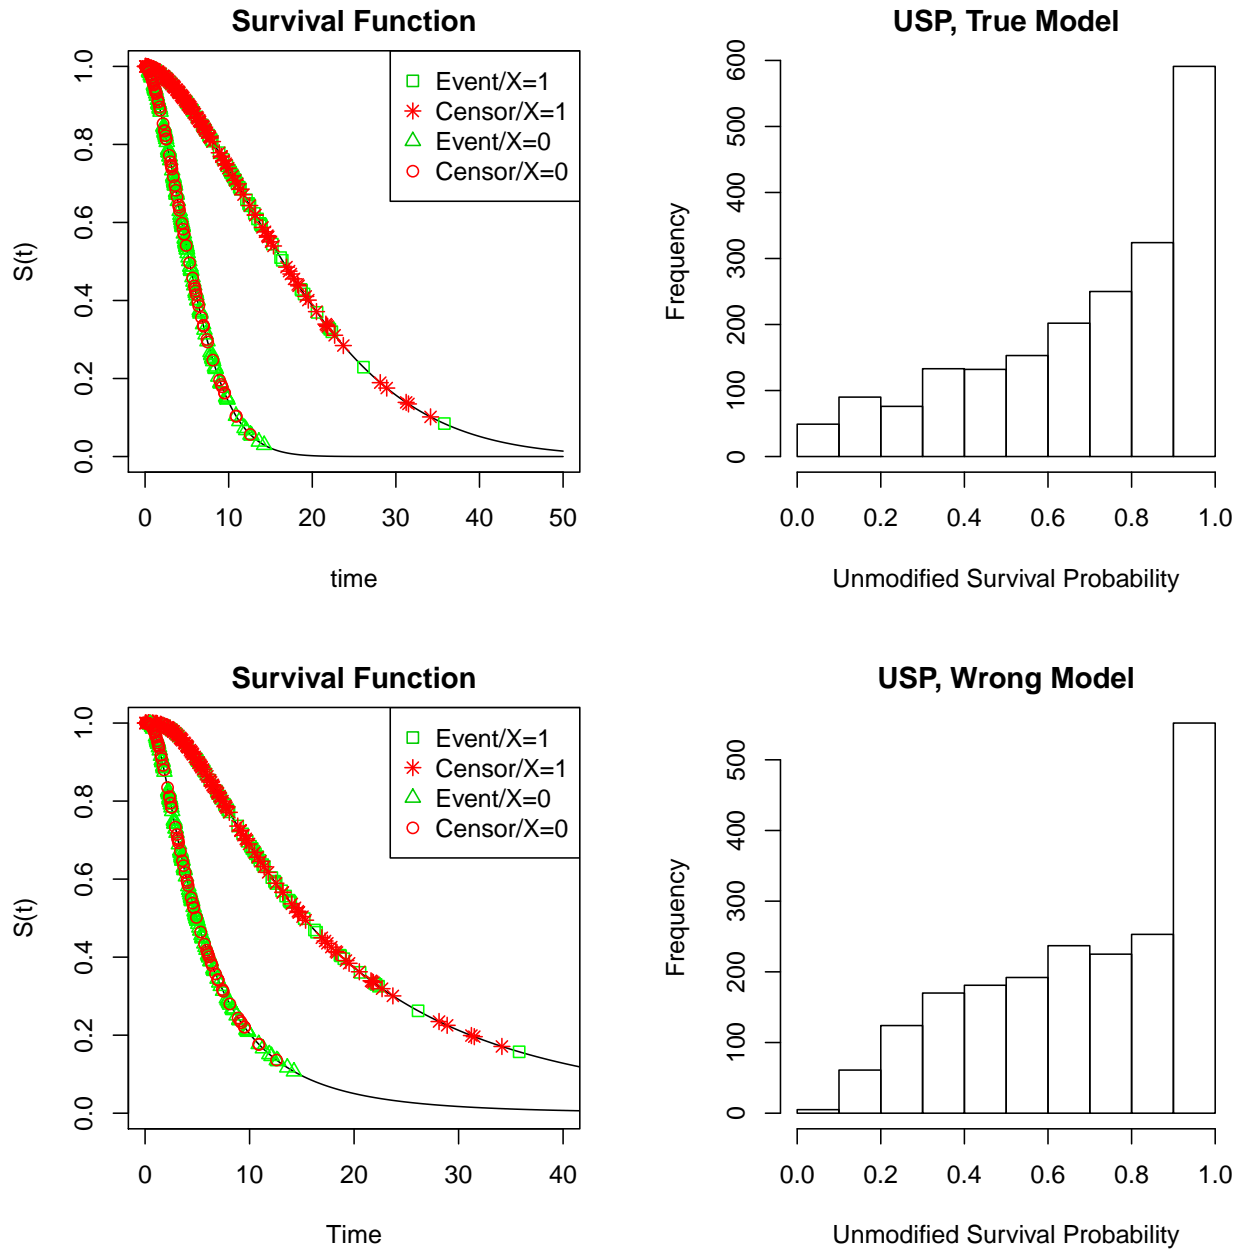 Survival Function
1.0
0.8
0.6
0.4
0.2
0.0
S(t)
0 10 20 30 40 50
time
Event/X=1
Censor/X=1
Event/X=0
Censor/X=0
USP, True Model
600
500
400
300
200
100
0
Frequency
0.0 0.2 0.4 0.6 0.8 1.0
Unmodified Survival Probability
Survival Function
1.0
0.8
0.6
0.4
0.2
0.0
S(t)
0 10 20 30 40
Time
Event/X=1
Censor/X=1
Event/X=0
Censor/X=0
USP, Wrong Model
500
400
300
200
100
0
Frequency
0.0 0.2 0.4 0.6 0.8 1.0
Unmodified Survival Probability